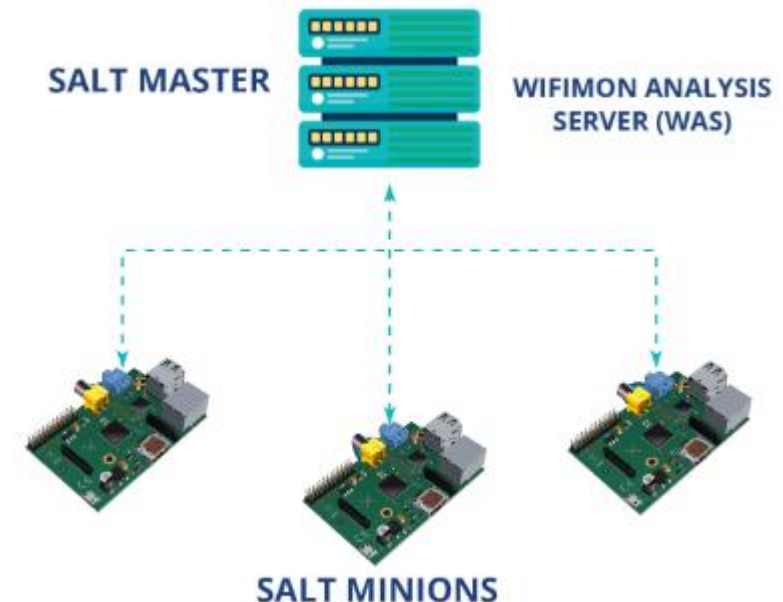 SALT MASTER
WIFIMON ANALYSIS
SERVER (WAS)
SALT MINIONS